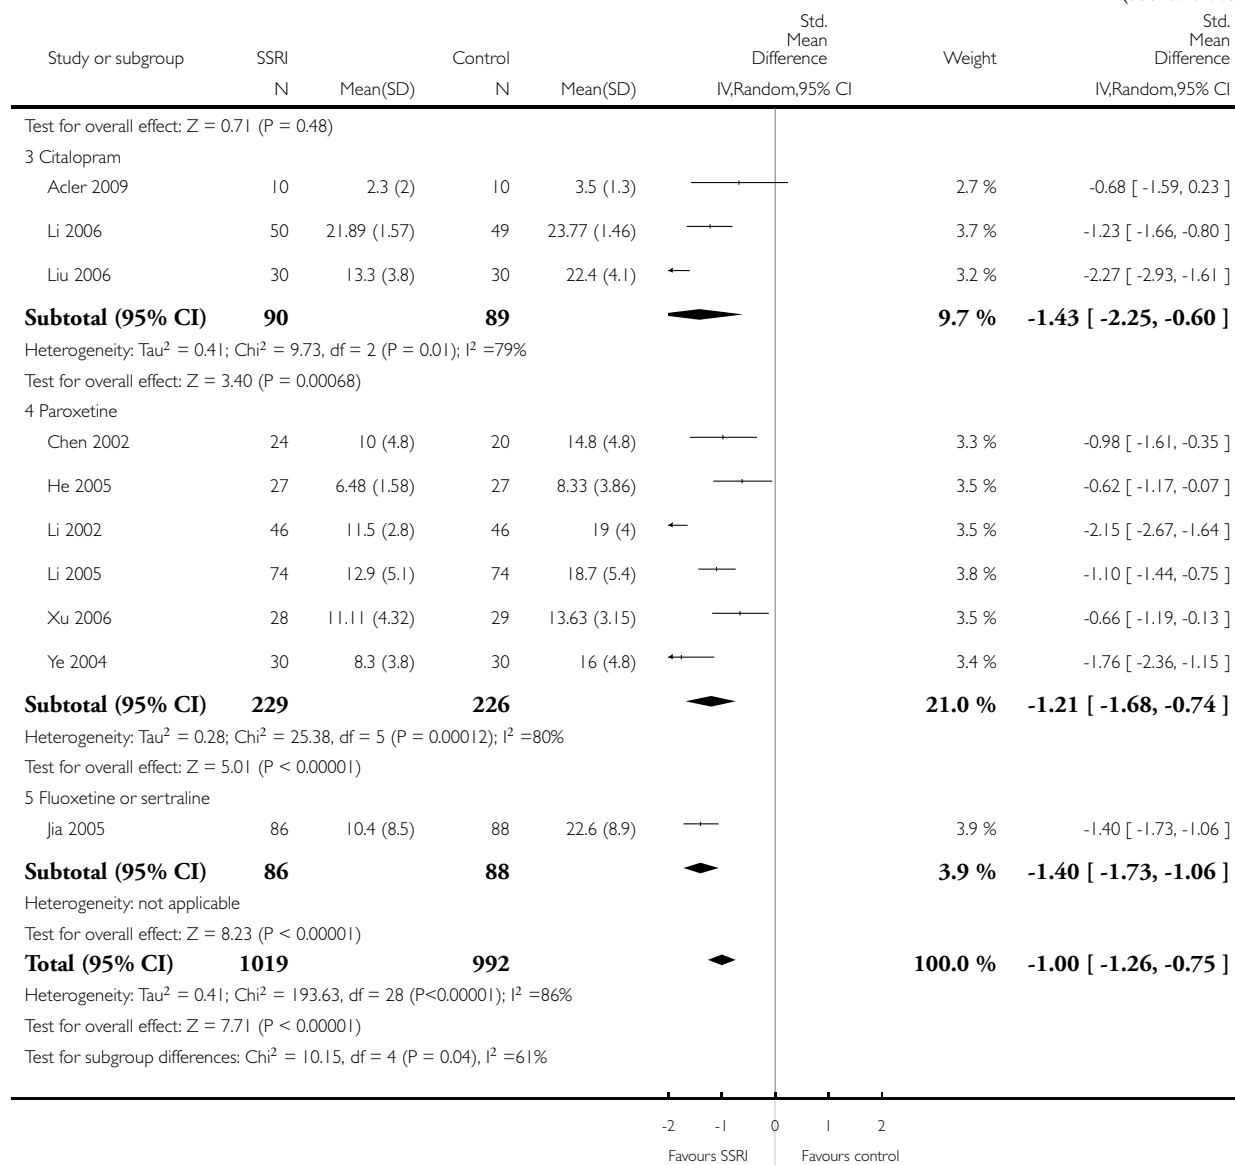 Std.
Mean
Difference
Std.
Mean
Difference
Study or subgroup SSRI Control Weight
N Mean(SD) N Mean(SD) IV,Random,95% CI IV,Random,95% CI
Test for overall effect: Z = 0.71 (P = 0.48)
3 Citalopram
Acler 2009 10 2.3 (2) 10 3.5 (1.3) 2.7 % -0.68 [ -1.59, 0.23 ]
Li 2006 50 21.89 (1.57) 49 23.77 (1.46) 3.7 % -1.23 [ -1.66, -0.80 ]
Liu 2006 30 13.3 (3.8) 30 22.4 (4.1) 3.2 % -2.27 [ -2.93, -1.61 ]
Subtotal (95% CI) 90 89 9.7 % -1.43 [ -2.25, -0.60 ]
Heterogeneity: Tau² = 0.41; Chi² = 9.73, df = 2 (P = 0.01); I² =79%
Test for overall effect: Z = 3.40 (P = 0.00068)
4 Paroxetine
Chen 2002 24 10 (4.8) 20 14.8 (4.8) 3.3 % -0.98 [ -1.61, -0.35 ]
He 2005 27 6.48 (1.58) 27 8.33 (3.86) 3.5 % -0.62 [ -1.17, -0.07 ]
Li 2002 46 11.5 (2.8) 46 19 (4) 3.5 % -2.15 [ -2.67, -1.64 ]
Li 2005 74 12.9 (5.1) 74 18.7 (5.4) 3.8 % -1.10 [ -1.44, -0.75 ]
Xu 2006 28 11.11 (4.32) 29 13.63 (3.15) 3.5 % -0.66 [ -1.19, -0.13 ]
Ye 2004 30 8.3 (3.8) 30 16 (4.8) 3.4 % -1.76 [ -2.36, -1.15 ]
Subtotal (95% CI) 229 226 21.0 % -1.21 [ -1.68, -0.74 ]
Heterogeneity: Tau² = 0.28; Chi² = 25.38, df = 5 (P = 0.00012); I² =80%
Test for overall effect: Z = 5.01 (P < 0.00001)
5 Fluoxetine or sertraline
Jia 2005 86 10.4 (8.5) 88 22.6 (8.9) 3.9 % -1.40 [ -1.73, -1.06 ]
Subtotal (95% CI) 86 88 3.9 % -1.40 [ -1.73, -1.06 ]
Heterogeneity: not applicable
Test for overall effect: Z = 8.23 (P < 0.00001)
Total (95% CI) 1019 992 100.0 % -1.00 [ -1.26, -0.75 ]
Heterogeneity: Tau² = 0.41; Chi² = 193.63, df = 28 (P<0.00001); I² =86%
Test for overall effect: Z = 7.71 (P < 0.00001)
Test for subgroup differences: Chi² = 10.15, df = 4 (P = 0.04), I² =61%
-2 -1 0 1 2
Favours SSRI Favours control